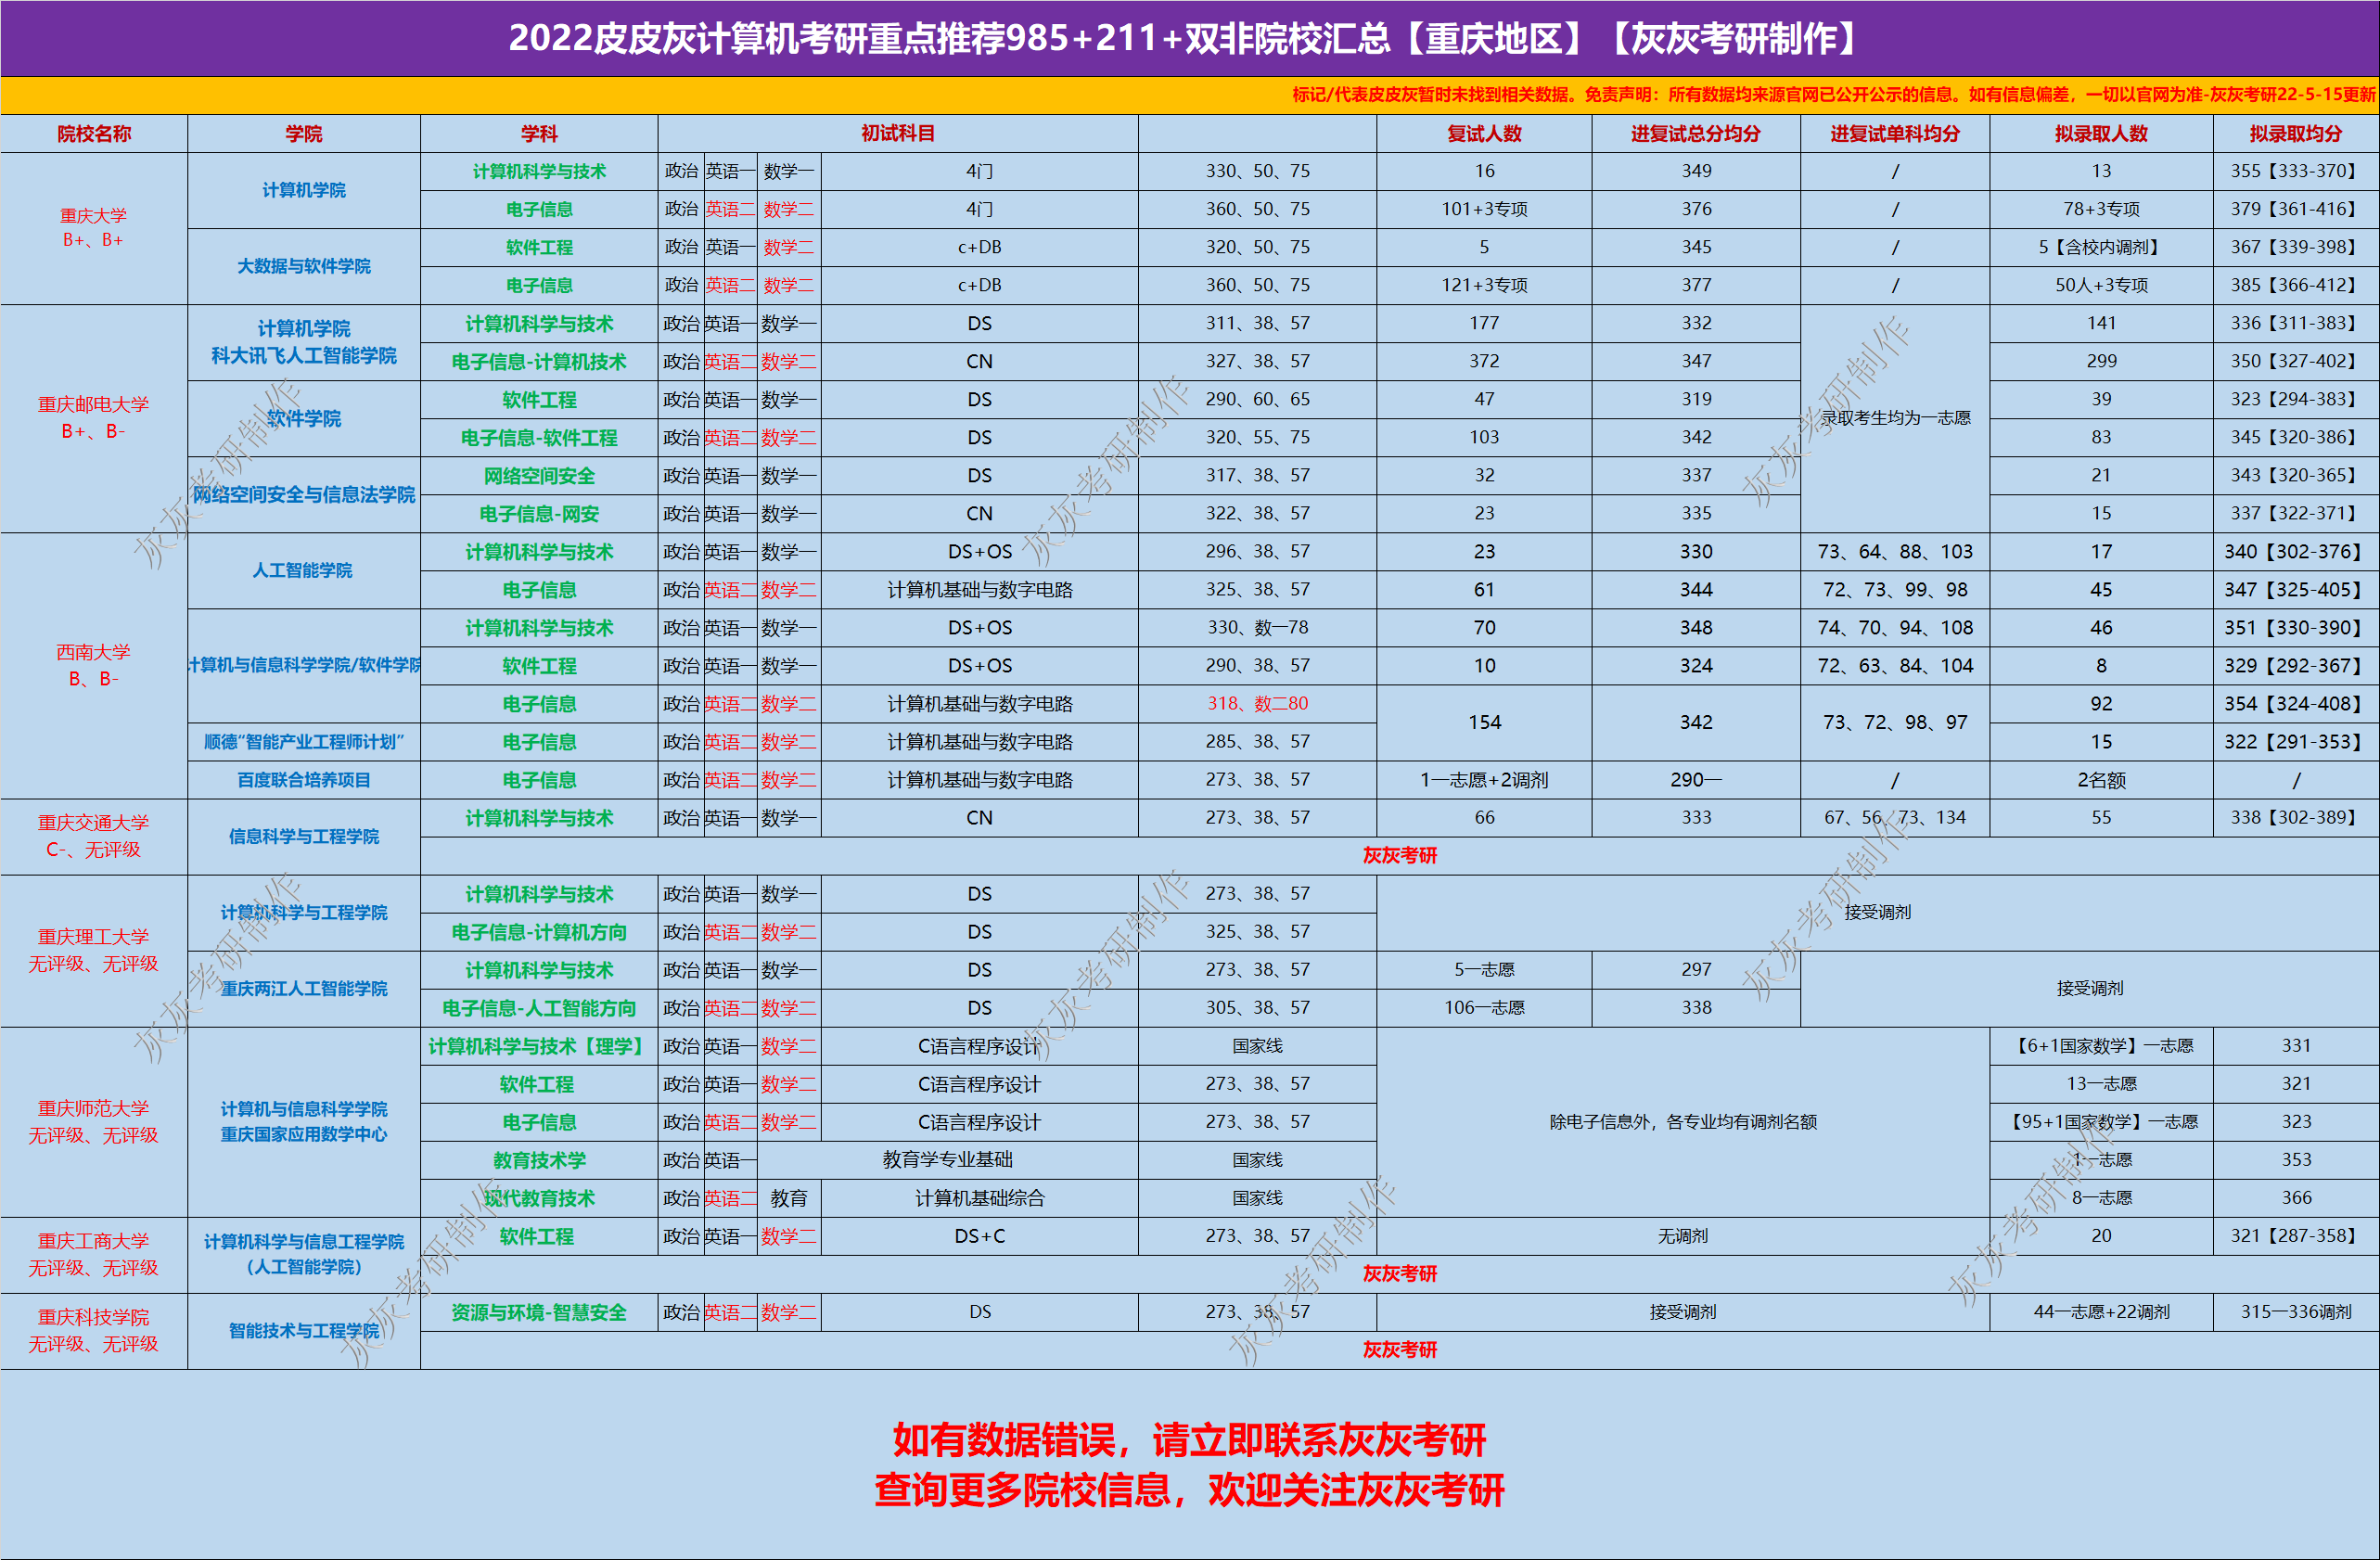 2022皮皮灰计算机考研重点推荐985+211+双非院校汇总【重庆地区】【灰灰考研制作】
标记/代表皮皮灰暂时未找到相关数据。免责声明：所有数据均来源官网已公开公示的信息。如有信息偏差，一切以官网为准-灰灰考研22-5-15更新
院校名称 学院 学科 初试科目 复试人数 进复试总分均分 进复试单科均分 拟录取人数 拟录取均分
重庆大学
B+、B+
计算机学院
计算机科学与技术 政治 英语一 数学一 4门 330、50、75 16 349 / 13 355【333-370】
电子信息 政治 英语二 数学二 4门 360、50、75 101+3专项 376 / 78+3专项 379【361-416】
大数据与软件学院
软件工程 政治 英语一 数学二 c+DB 320、50、75 5 345 / 5【含校内调剂】 367【339-398】
电子信息 政治 英语二 数学二 c+DB 360、50、75 121+3专项 377 / 50人+3专项 385【366-412】
重庆邮电大学
B+、B-
计算机学院
科大讯飞人工智能学院
计算机科学与技术 政治 英语一 数学一 DS 311、38、57 177 332 141 336【311-383】
电子信息-计算机技术 政治 英语二 数学二 CN 327、38、57 372 347 299 350【327-402】
录取考生均为一志愿
软件学院
软件工程 政治 英语一 数学一 DS 290、60、65 47 319 39 323【294-383】
电子信息-软件工程 政治 英语二 数学二 DS 320、55、75 103 342 83 345【320-386】
网络空间安全与信息法学院
网络空间安全 政治 英语一 数学一 DS 317、38、57 32 337 21 343【320-365】
电子信息-网安 政治 英语一 数学一 CN 322、38、57 23 335 15 337【322-371】
西南大学
B、B-
人工智能学院
计算机科学与技术 政治 英语一 数学一 DS+OS 296、38、57 23 330 73、64、88、103 17 340【302-376】
电子信息 政治 英语二 数学二 计算机基础与数字电路 325、38、57 61 344 72、73、99、98 45 347【325-405】
计算机与信息科学学院/软件学院
计算机科学与技术 政治 英语一 数学一 DS+OS 330、数一78 70 348 74、70、94、108 46 351【330-390】
软件工程 政治 英语一 数学一 DS+OS 290、38、57 10 324 72、63、84、104 8 329【292-367】
电子信息 政治 英语二 数学二 计算机基础与数字电路 318、数二80 154 342 73、72、98、97 92 354【324-408】
顺德“智能产业工程师计划” 电子信息 政治 英语二 数学二 计算机基础与数字电路 285、38、57 15 322【291-353】
百度联合培养项目 电子信息 政治 英语二 数学二 计算机基础与数字电路 273、38、57 1一志愿+2调剂 290一 / 2名额 /
重庆交通大学
C-、无评级
信息科学与工程学院
计算机科学与技术 政治 英语一 数学一 CN 273、38、57 66 333 67、56、73、134 55 338【302-389】
灰灰考研
重庆理工大学
无评级、无评级
计算机科学与工程学院
计算机科学与技术 政治 英语一 数学一 DS 273、38、57
电子信息-计算机方向 政治 英语二 数学二 DS 325、38、57
接受调剂
重庆两江人工智能学院
计算机科学与技术 政治 英语一 数学一 DS 273、38、57 5一志愿 297
电子信息-人工智能方向 政治 英语二 数学二 DS 305、38、57 106一志愿 338
接受调剂
重庆师范大学
无评级、无评级
计算机与信息科学学院
重庆国家应用数学中心
计算机科学与技术【理学】 政治 英语一 数学二 C语言程序设计 国家线 【6+1国家数学】一志愿 331
软件工程 政治 英语一 数学二 C语言程序设计 273、38、57 13一志愿 321
电子信息 政治 英语二 数学二 C语言程序设计 273、38、57 除电子信息外，各专业均有调剂名额 【95+1国家数学】一志愿 323
教育技术学 政治 英语一 教育学专业基础 国家线 1一志愿 353
现代教育技术 政治 英语二 教育 计算机基础综合 国家线 8一志愿 366
重庆工商大学
无评级、无评级
计算机科学与信息工程学院
（人工智能学院）
软件工程 政治 英语一 数学二 DS+C 273、38、57 无调剂 20 321【287-358】
灰灰考研
重庆科技学院
无评级、无评级
智能技术与工程学院
资源与环境-智慧安全 政治 英语二 数学二 DS 273、38、57 接受调剂 44一志愿+22调剂 315一336调剂
灰灰考研
如有数据错误，请立即联系灰灰考研
查询更多院校信息，欢迎关注灰灰考研
灰灰考研制作
灰灰考研制作
灰灰考研制作
灰灰考研制作
灰灰考研制作
灰灰考研制作
灰灰考研制作
灰灰考研制作
灰灰考研制作